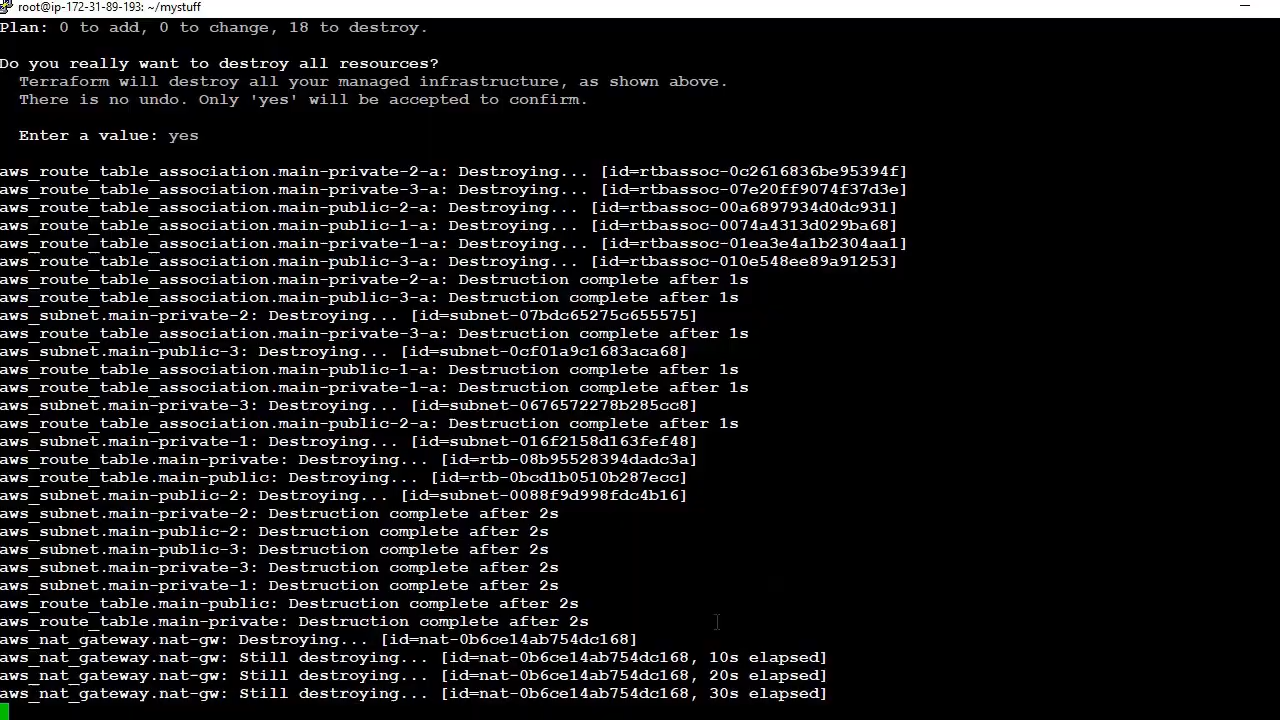 root@ip-172-31-89-193: ~/mystuff
Plan: 0 to add, 0 to change, 18 to destroy.
Do you really want to destroy all resources?
Terraform will destroy all your managed infrastructure, as shown above.
There is no undo. Only 'yes' will be accepted to confirm.
Enter a value: yes
aws_route_table_association.main-private-2-a: Destroying... [id=rtbassoc-0c2616836be95394f]
aws_route_table_association.main-private-3-a: Destroying... [id=rtbassoc-07e20ff9074f37d3e]
aws_route_table_association.main-public-2-a: Destroying... [id=rtbassoc-00a6897934d0dc931]
aws_route_table_association.main-public-1-a: Destroying... [id=rtbassoc-0074a4313d029ba68]
aws_route_table_association.main-private-1-a: Destroying... [id=rtbassoc-01ea3e4a1b2304aa1]
aws_route_table_association.main-public-3-a: Destroying... [id=rtbassoc-010e548ee89a91253]
aws_route_table_association.main-private-2-a: Destruction complete after 1s
aws_route_table_association.main-public-3-a: Destruction complete after 1s
aws_subnet.main-private-2: Destroying... [id=subnet-07bdc65275c655575]
aws_route_table_association.main-private-3-a: Destruction complete after 1s
aws_subnet.main-public-3: Destroying... [id=subnet-0cf01a9c1683aca68]
aws_route_table_association.main-public-1-a: Destruction complete after 1s
aws_route_table_association.main-private-1-a: Destruction complete after 1s
aws_subnet.main-private-3: Destroying... [id=subnet-0676572278b285cc8]
aws_route_table_association.main-public-2-a: Destruction complete after 1s
aws_subnet.main-private-1: Destroying... [id=subnet-016f2158d163fef48]
aws_route_table.main-private: Destroying... [id=rtb-08b95528394dadc3a]
aws_route_table.main-public: Destroying... [id=rtb-0bcd1b0510b287ecc]
aws_subnet.main-public-2: Destroying... [id=subnet-0088f9d998fdc4b16]
aws_subnet.main-private-2: Destruction complete after 2s
aws_subnet.main-public-2: Destruction complete after 2s
aws_subnet.main-public-3: Destruction complete after 2s
aws_subnet.main-private-3: Destruction complete after 2s
aws_subnet.main-private-1: Destruction complete after 2s
aws_route_table.main-public: Destruction complete after 2s
aws_route_table.main-private: Destruction complete after 2s
aws_nat_gateway.nat-gw: Destroying... [id=nat-0b6ce14ab754dc168]
aws_nat_gateway.nat-gw: Still destroying... [id=nat-0b6ce14ab754dc168, 10s elapsed]
aws_nat_gateway.nat-gw: Still destroying... [id=nat-0b6ce14ab754dc168, 20s elapsed]
aws_nat_gateway.nat-gw: Still destroying... [id=nat-0b6ce14ab754dc168, 30s elapsed]